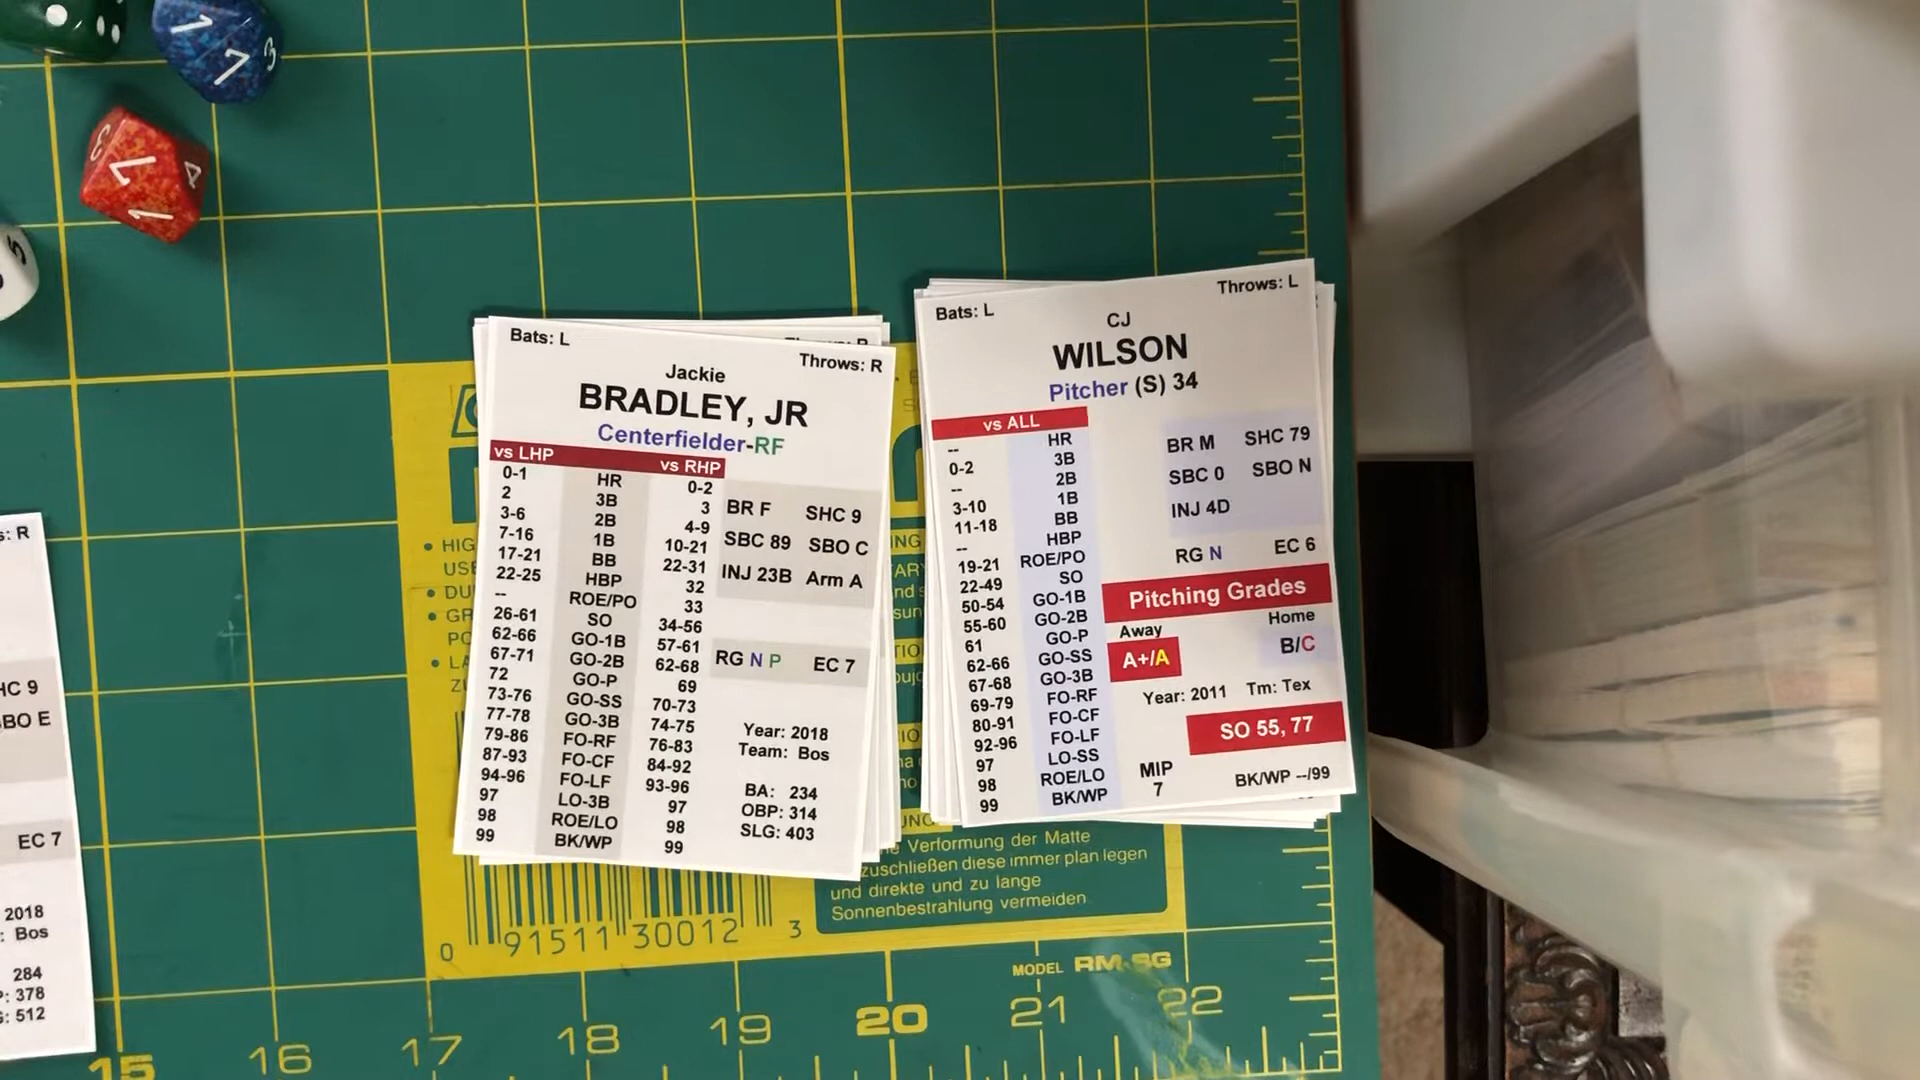 Bats: L
Throws: R
Jackie
BRADLEY, JR
Centerfielder-RF
vs LHP vs RHP
0-1 HR 0-2
2 3B 3
3-6 2B 4-9
7-16 1B 10-21
17-21 BB 22-31
22-25 HBP 32
-- ROE/PO 33
26-61 SO 34-56
62-66 GO-1B 57-61
67-71 GO-2B 62-68
72 GO-P 69
73-76 GO-SS 70-73
77-78 GO-3B 74-75
79-86 FO-RF 76-83
87-93 FO-CF 84-92
94-96 FO-LF 93-96
97 LO-3B 97
98 ROE/LO 98
99 BK/WP 99
BR F SHC 9
SBC 89 SBO C
INJ 23B Arm A
RG N P EC 7
Year: 2018
Team: Bos
BA: 234
OBP: 314
SLG: 403
Bats: L
Throws: L
CJ
WILSON
Pitcher (S) 34
vs ALL
-- HR
0-2 3B
-- 2B
3-10 1B
11-18 BB
-- HBP
19-21 ROE/PO
22-49 SO
50-54 GO-1B
55-60 GO-2B
61 GO-P
62-66 GO-SS
67-68 GO-3B
69-79 FO-RF
80-91 FO-CF
92-96 FO-LF
97 LO-SS
98 ROE/LO
99 BK/WP
BR M SHC 79
SBC 0 SBO N
INJ 4D
RG N EC 6
Pitching Grades
Away Home
A+/A B/C
Year: 2011 Tm: Tex
SO 55, 77
MIP
7
BK/WP --/99
: R
HC 9
BO E
EC 7
2018
: Bos
284
: 378
: 512
Verformung der Matte
zuschließen diese immer plan legen
und direkte und zu lange
Sonnenbestrahlung vermeiden
0 91511 30012 3
MODEL RM-SG
15 16 17 18 19 20 21 22